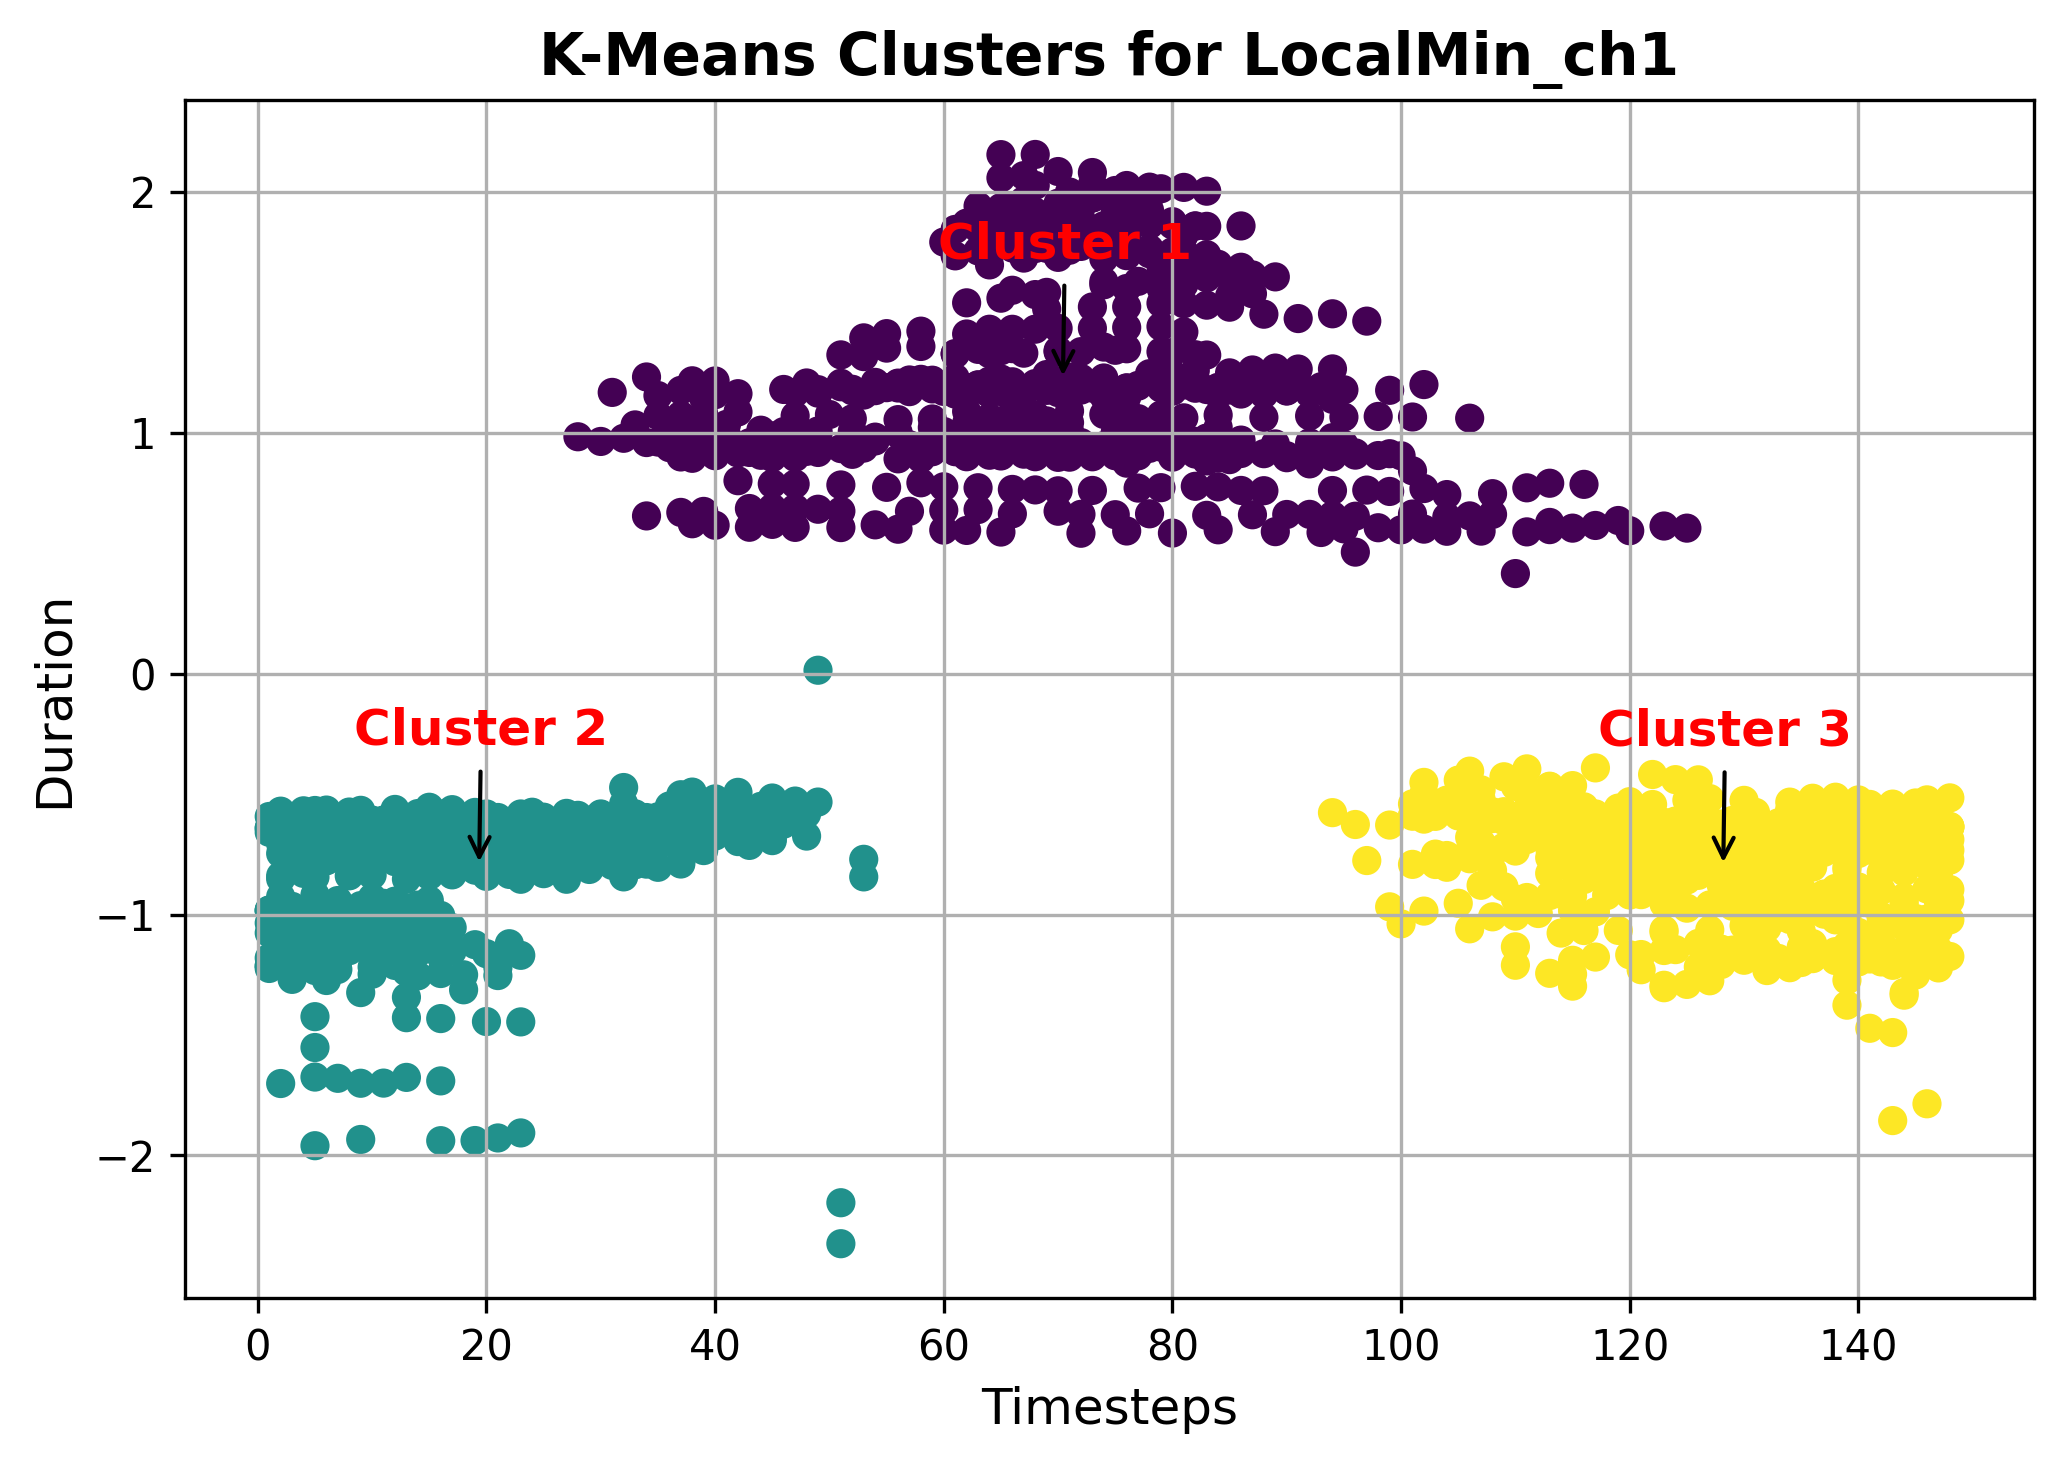 K-Means Clusters for LocalMin_ch1
2
1
0
−1
−2
Duration
Cluster 1
Cluster 2
Cluster 3
0 20 40 60 80 100 120 140
Timesteps